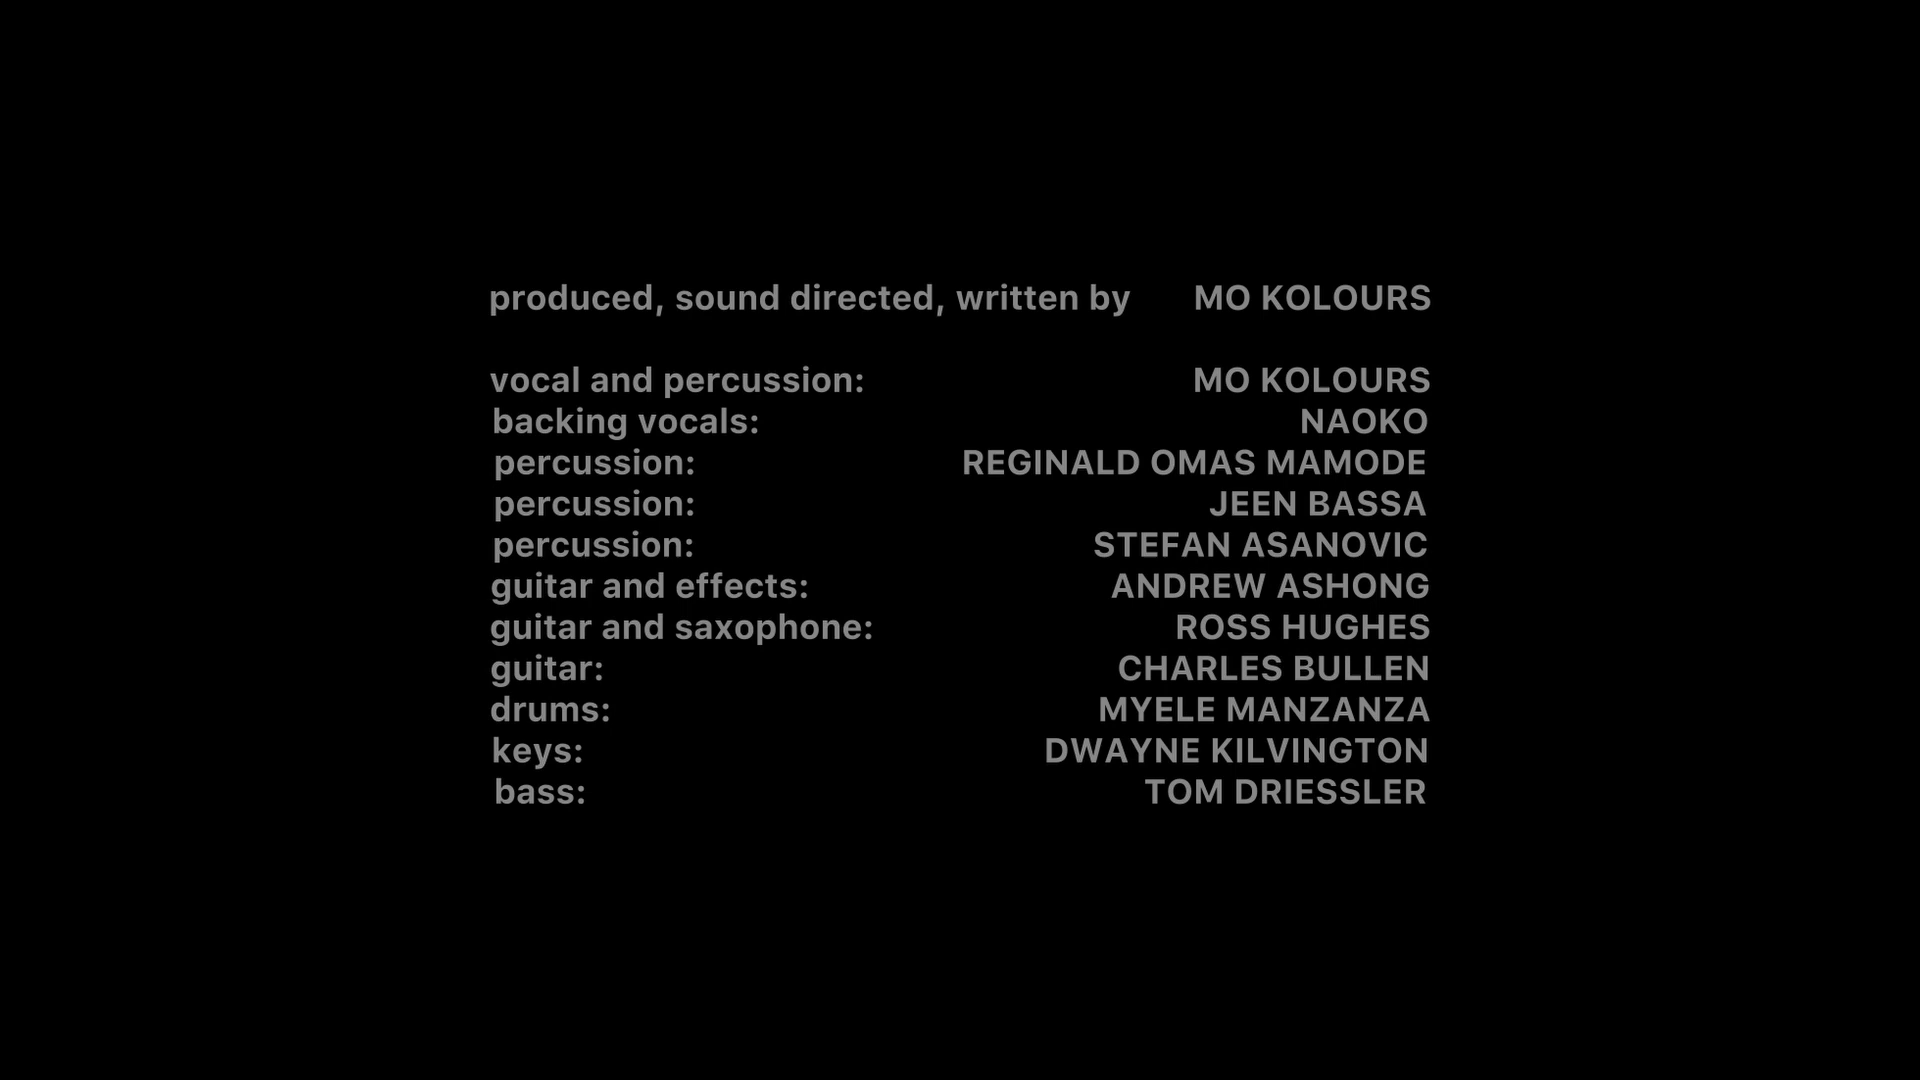 produced, sound directed, written by MO KOLOURS
vocal and percussion: MO KOLOURS
backing vocals: NAOKO
percussion: REGINALD OMAS MAMODE
percussion: JEEN BASSA
percussion: STEFAN ASANOVIC
guitar and effects: ANDREW ASHONG
guitar and saxophone: ROSS HUGHES
guitar: CHARLES BULLEN
drums: MYELE MANZANZA
keys: DWAYNE KILVINGTON
bass: TOM DRIESSLER